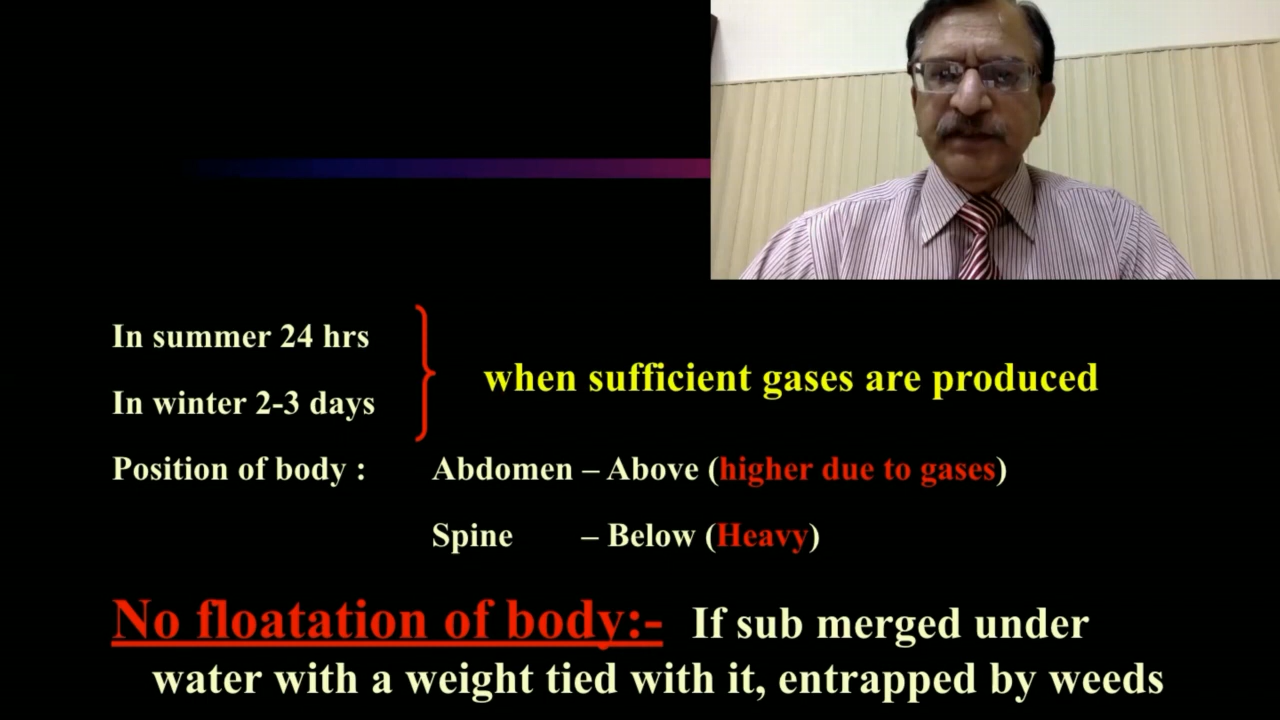 In summer 24 hrs
In winter 2-3 days
when sufficient gases are produced
Position of body : Abdomen – Above (higher due to gases)
Spine – Below (Heavy)
No floatation of body:- If sub merged under
water with a weight tied with it, entrapped by weeds